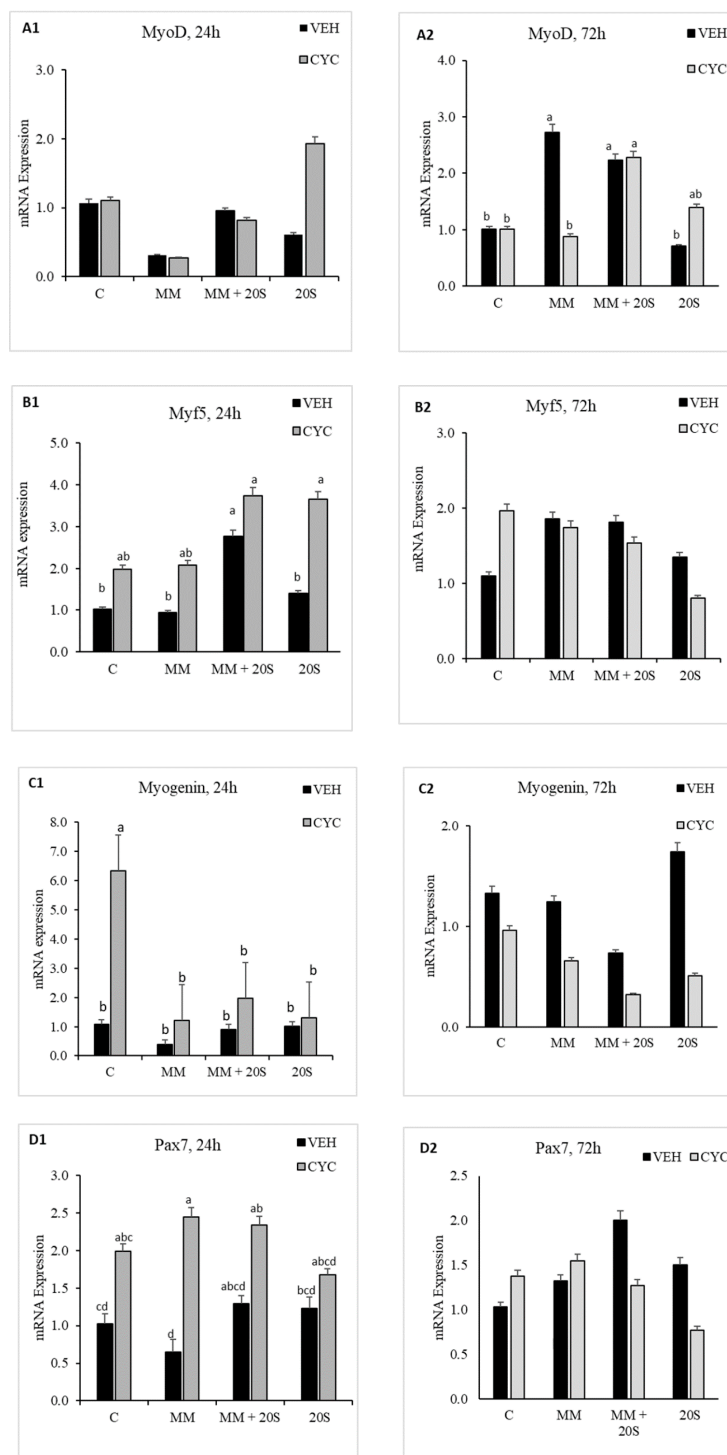 A1
MyoD, 24h
VEH
CYC
mRNA Expression
3.0
2.0
1.0
0.0
C MM MM + 20S 20S
A2
MyoD, 72h
VEH
CYC
mRNA Expression
4.0
3.0
2.0
1.0
0.0
b b a b a a b ab
C MM MM + 20S 20S
B1
Myf5, 24h
VEH
CYC
mRNA expression
5.0
4.0
3.0
2.0
1.0
0.0
b ab b ab a a b a
C MM MM + 20S 20S
B2
Myf5, 72h
VEH
CYC
mRNA Expression
3.0
2.0
1.0
0.0
C MM MM + 20S 20S
C1
Myogenin, 24h
VEH
CYC
mRNA expression
8.0
7.0
6.0
5.0
4.0
3.0
2.0
1.0
0.0
b a b b b b b b
C MM MM + 20S 20S
C2
Myogenin, 72h
VEH
CYC
mRNA Expression
2.0
1.0
0.0
C MM MM + 20S 20S
D1
Pax7, 24h
VEH
CYC
mRNA Expression
3.0
2.5
2.0
1.5
1.0
0.5
0.0
cd abc d a abcd ab bcd abcd
C MM MM + 20S 20S
D2
Pax7, 72h
VEH CYC
mRNA Expression
2.5
2.0
1.5
1.0
0.5
0.0
C MM MM + 20S
20S